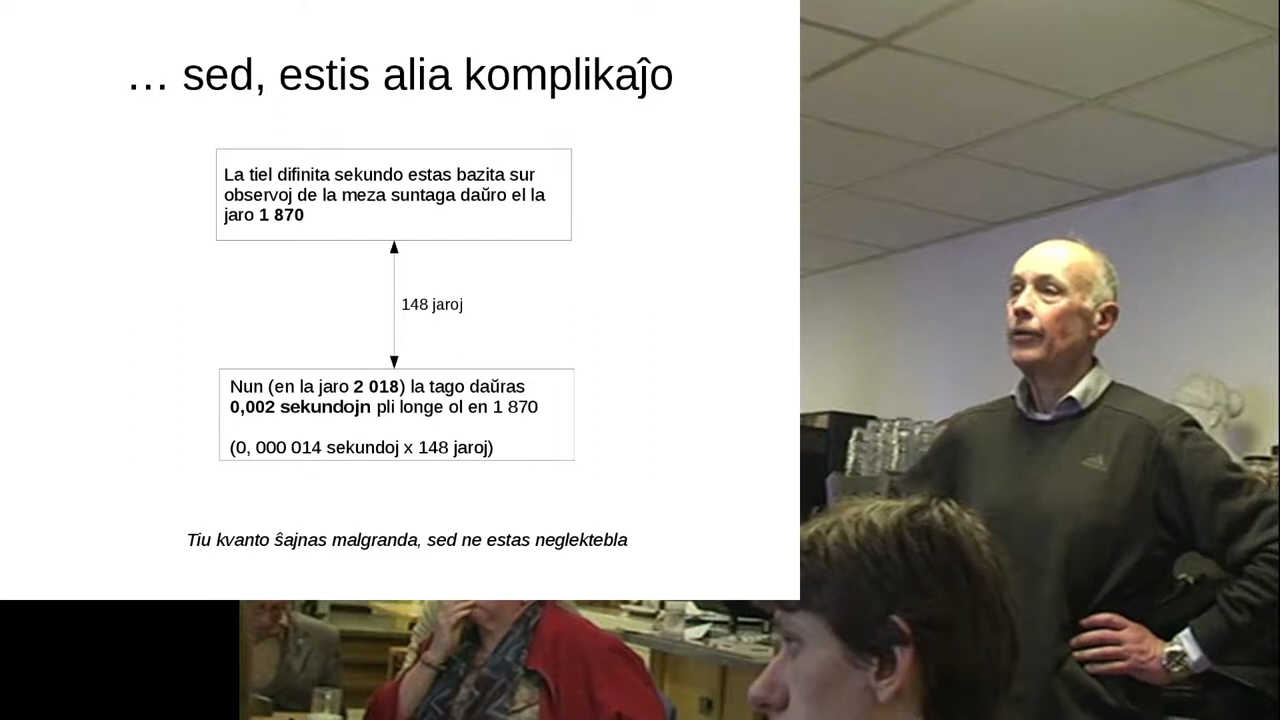 … sed, estis alia komplikaĵo
La tiel difinita sekundo estas bazita sur
observoj de la meza suntaga daŭro el la
jaro 1 870
148 jaroj
Nun (en la jaro 2 018) la tago daŭras
0,002 sekundojn pli longe ol en 1 870
(0, 000 014 sekundoj x 148 jaroj)
Tiu kvanto ŝajnas malgranda, sed ne estas neglektebla